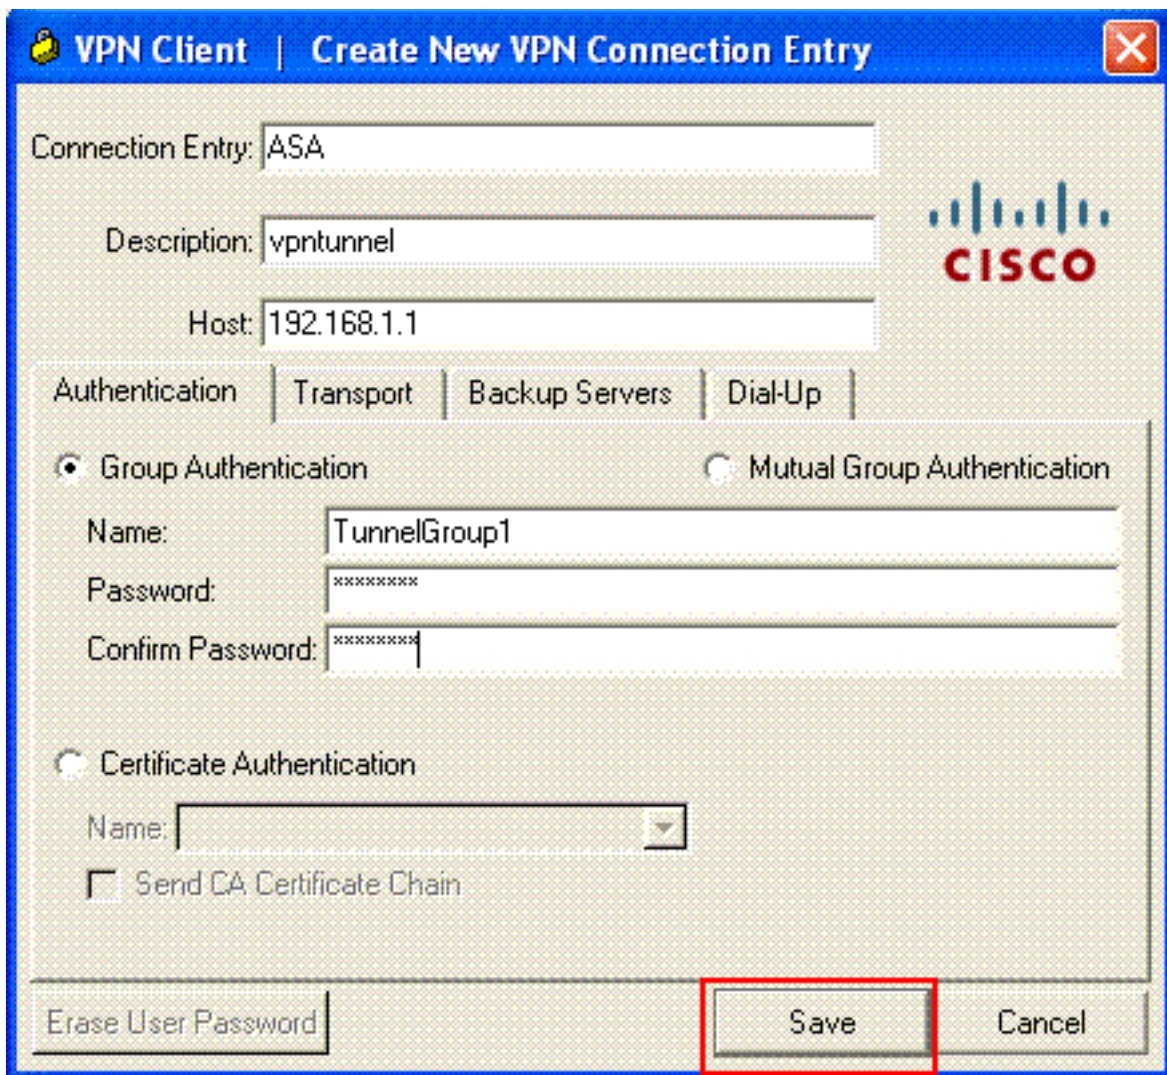 VPN Client | Create New VPN Connection Entry
Connection Entry: ASA
CISCO
Description: vpntunnel
Host: 192.168.1.1
Authentication Transport Backup Servers Dial-Up
Group Authentication Mutual Group Authentication
Name: TunnelGroup1
Password: ********
Confirm Password: ********
Certificate Authentication
Name:
Send CA Certificate Chain
Erase User Password Save Cancel